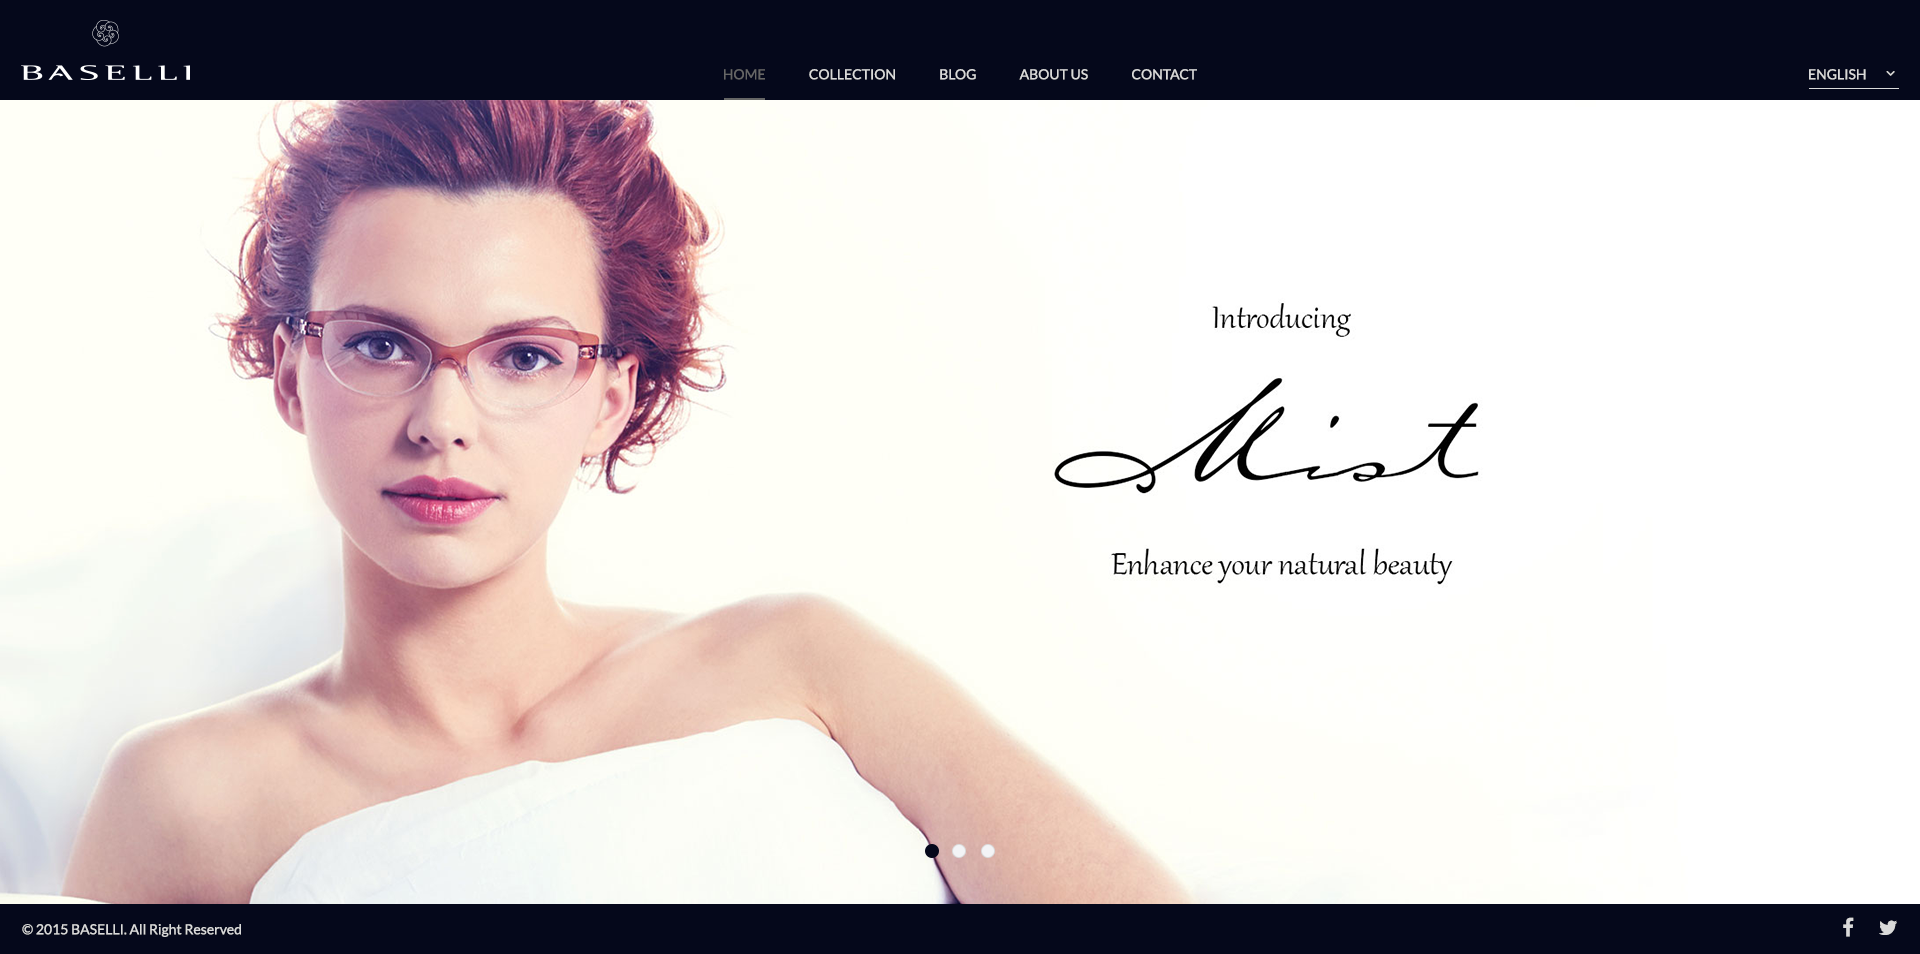 BASELLI
HOME COLLECTION BLOG ABOUT US CONTACT
ENGLISH
Introducing
Mist
Enhance your natural beauty
© 2015 BASELLI. All Right Reserved